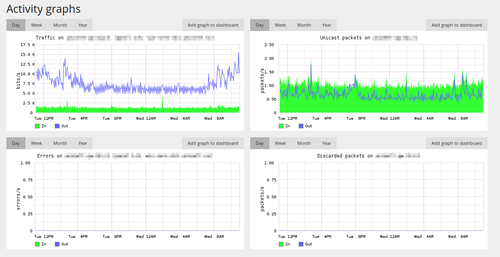 Activity graphs
Day Week Month Year Add graph to dashboard
Day Week Month Year Add graph to dashboard
Traffic on
17.5 K
15.0 K
12.5 K
10.0 K
7.5 K
5.0 K
2.5 K
0
bits/s
Tue 12PM Tue 4PM Tue 8PM Wed 12AM Wed 4AM Wed 8AM
In Out
Unicast packets on
2.50
2.00
1.50
1.00
0.50
0.00
packets/s
Tue 12PM Tue 4PM Tue 8PM Wed 12AM Wed 4AM Wed 8AM
In Out
Day Week Month Year Add graph to dashboard
Day Week Month Year Add graph to dashboard
Errors on
1.00
0.75
0.50
0.25
0.00
errors/s
Tue 12PM Tue 4PM Tue 8PM Wed 12AM Wed 4AM Wed 8AM
In Out
Discarded packets on
1.00
0.75
0.50
0.25
0.00
packets/s
Tue 12PM Tue 4PM Tue 8PM Wed 12AM Wed 4AM Wed 8AM
In Out